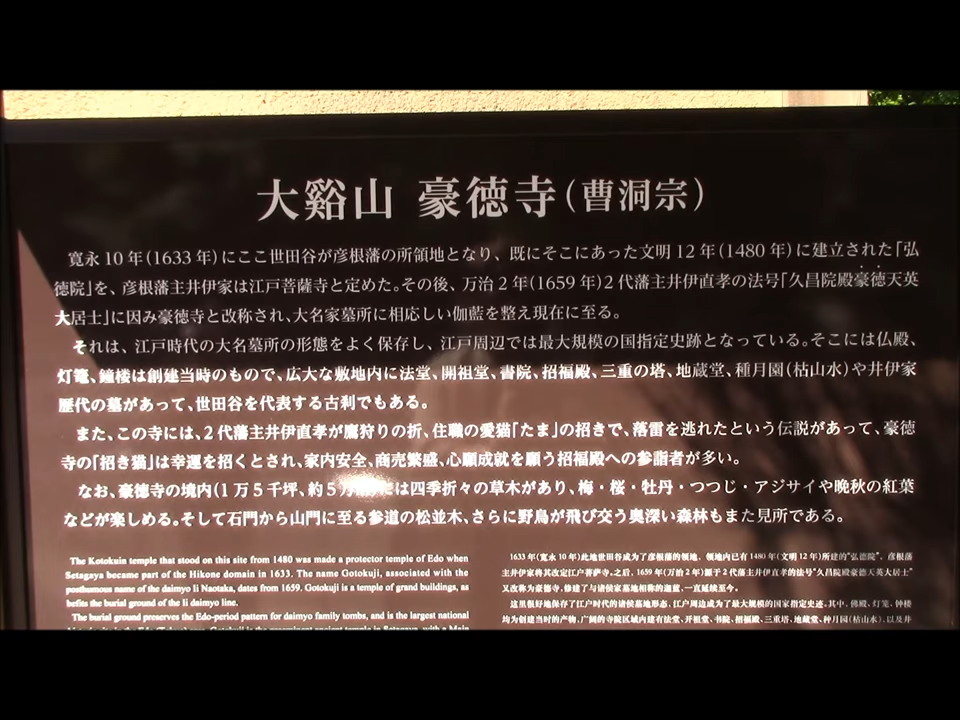 大谿山 豪徳寺(曹洞宗)
寛永10年(1633年)にここ世田谷が彦根藩の所領地となり、既にそこにあった文明12年(1480年)に建立された「弘
徳院」を、彦根藩主井伊家は江戸菩薩寺と定めた。その後、万治2年(1659年)2代藩主井伊直孝の法号「久昌院殿豪徳天英
大居士」に因み豪徳寺と改称され、大名家墓所に相応しい伽藍を整え現在に至る。
それは、江戸時代の大名墓所の形態をよく保存し、江戸周辺では最大規模の国指定史跡となっている。そこには仏殿、
灯篭、鐘楼は創建当時のもので、広大な敷地内に法堂、開祖堂、書院、招福殿、三重の塔、地蔵堂、種月園(枯山水)や井伊家
歴代の墓があって、世田谷を代表する古刹でもある。
また、この寺には、2代藩主井伊直孝が鷹狩りの折、住職の愛猫「たま」の招きで、落雷を逃れたという伝説があって、豪徳
寺の「招き猫」は幸運を招くとされ、家内安全、商売繁盛、心願成就を願う招福殿への参詣者が多い。
なお、豪徳寺の境内(1万5千坪、約5万 は四季折々の草木があり、梅・桜・牡丹・つつじ・アジサイや晩秋の紅葉
などが楽しめる。そして石門から山門に至る参道の松並木、さらに野鳥が飛び交う奥深い森林もまた見所である。
The Kotokuin temple that stood on this site from 1480 was made a protector temple of Edo when
Setagaya became part of the Hikone domain in 1633. The name Gotokuji, associated with the
posthumous name of the daimyo Ii Naotaka, dates from 1659. Gotokuji is a temple of grand buildings, as
befits the burial ground of the Ii daimyo line.
The burial ground preserves the Edo-period pattern for daimyo family tombs, and is the largest national
1633年(宽永10年)此地世田谷成为了彦根藩的领地、领地内已有1480年(文明12年)所建的"弘德院"、彦根藩
主井伊家将其改定江户菩萨寺。之后、1659年(万治2年)源于2代藩主井伊直孝的法号"久昌院殿豪德天英大居士"
又改称为豪德寺、修建了与诸侯家墓地相称的迦蓝、一直延续至今。
这里很好地保存了江户时代的诸侯墓地形态、江户周边成为了最大规模的国家指定史迹。其中、佛殿、灯笼、钟楼
均为创建当时的产物、广阔的寺院区域内建有法堂、开祖堂、书院、招福殿、三重塔、地藏堂、种月园(枯山水)、以及井